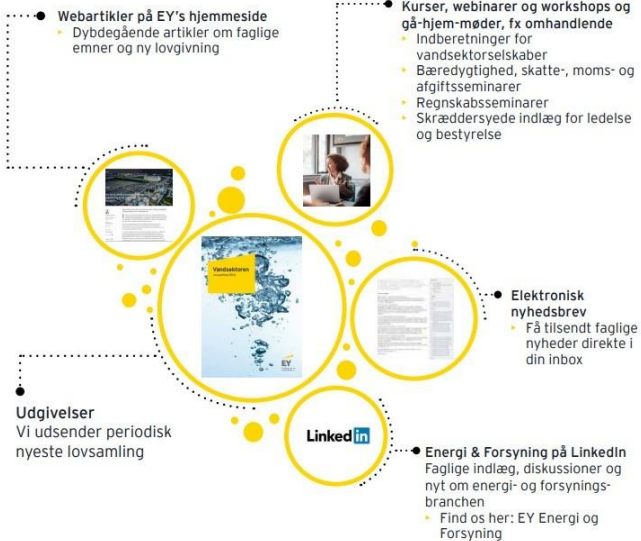 Webartikler på EY's hjemmeside
‣ Dybdegående artikler om faglige
emner og ny lovgivning
Kurser, webinarer og workshops og
gå-hjem-møder, fx omhandlende
‣ Indberetninger for
vandsektorselskaber
‣ Bæredygtighed, skatte-, moms- og
afgiftsseminarer
‣ Regnskabsseminarer
‣ Skræddersyede indlæg for ledelse
og bestyrelse
Vandsektoren
EY
Elektronisk
nyhedsbrev
‣ Få tilsendt faglige
nyheder direkte i
din inbox
Udgivelser
Vi udsender periodisk
nyeste lovsamling
Linked in
Energi & Forsyning på LinkedIn
Faglige indlæg, diskussioner og
nyt om energi- og forsynings-
branchen
‣ Find os her: EY Energi og
Forsyning